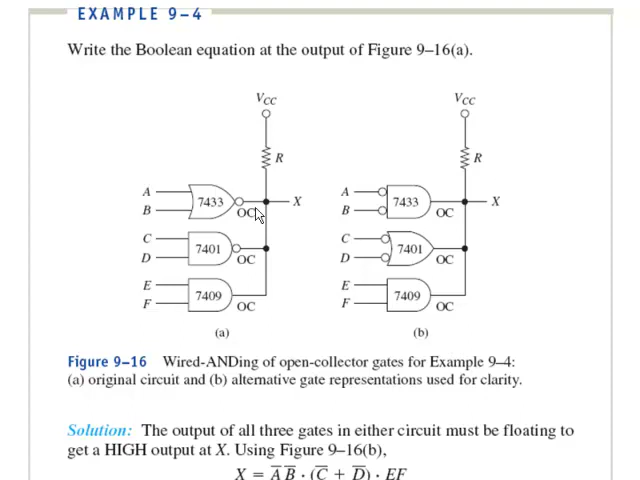 EXAMPLE 9–4
Write the Boolean equation at the output of Figure 9–16(a).
VCC
R
A
B
7433
OC
X
C
D
7401
OC
E
F
7409
OC
(a)
VCC
R
A
B
7433
OC
X
C
D
7401
OC
E
F
7409
OC
(b)
Figure 9–16 Wired-ANDing of open-collector gates for Example 9–4:
(a) original circuit and (b) alternative gate representations used for clarity.
Solution: The output of all three gates in either circuit must be floating to
get a HIGH output at X. Using Figure 9–16(b),
X = A̅ B̅ · (C̅ + D̅) · EF